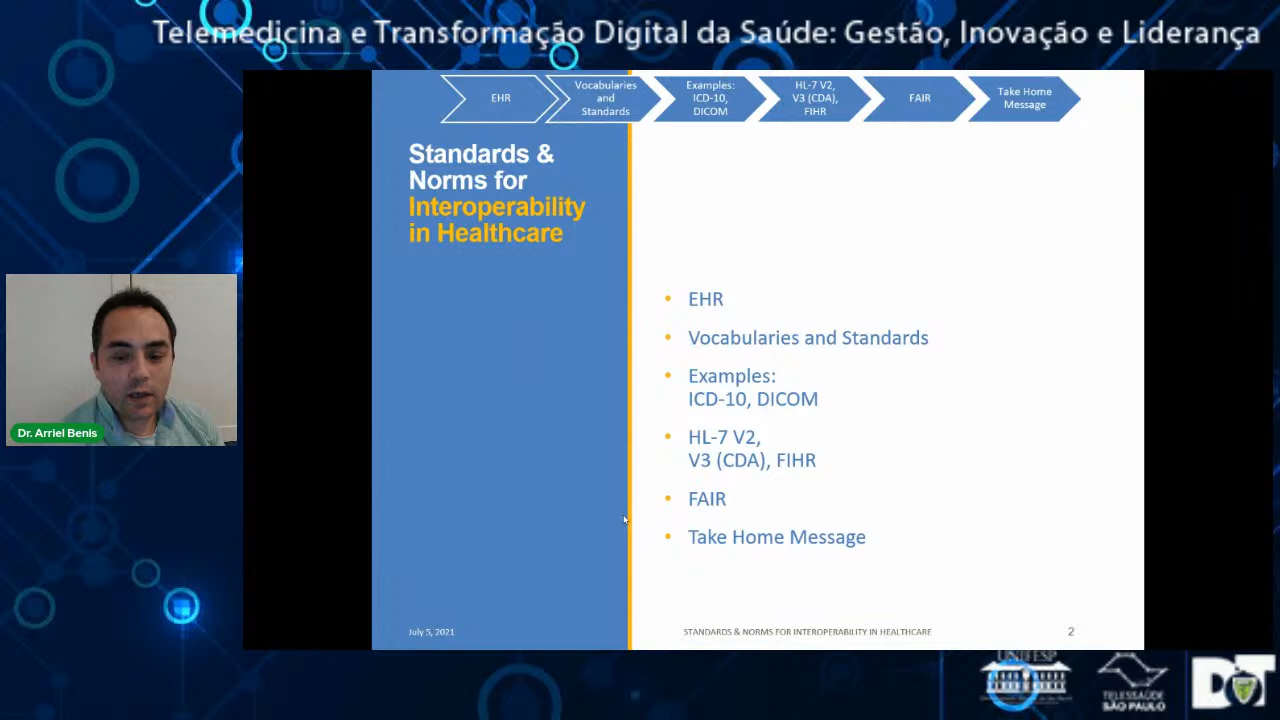 Telemedicina e Transformação Digital da Saúde: Gestão, Inovação e Liderança
EHR
Vocabularies
and
Standards
Examples:
ICD-10,
DICOM
HL-7 V2,
V3 (CDA),
FIHR
FAIR
Take Home
Message
Standards &
Norms for
Interoperability
in Healthcare
• EHR
• Vocabularies and Standards
• Examples:
ICD-10, DICOM
• HL-7 V2,
V3 (CDA), FIHR
• FAIR
• Take Home Message
Dr. Arriel Benis
July 5, 2021
STANDARDS & NORMS FOR INTEROPERABILITY IN HEALTHCARE
2
UNIFESP
TELESSAÚDE
SÃO PAULO